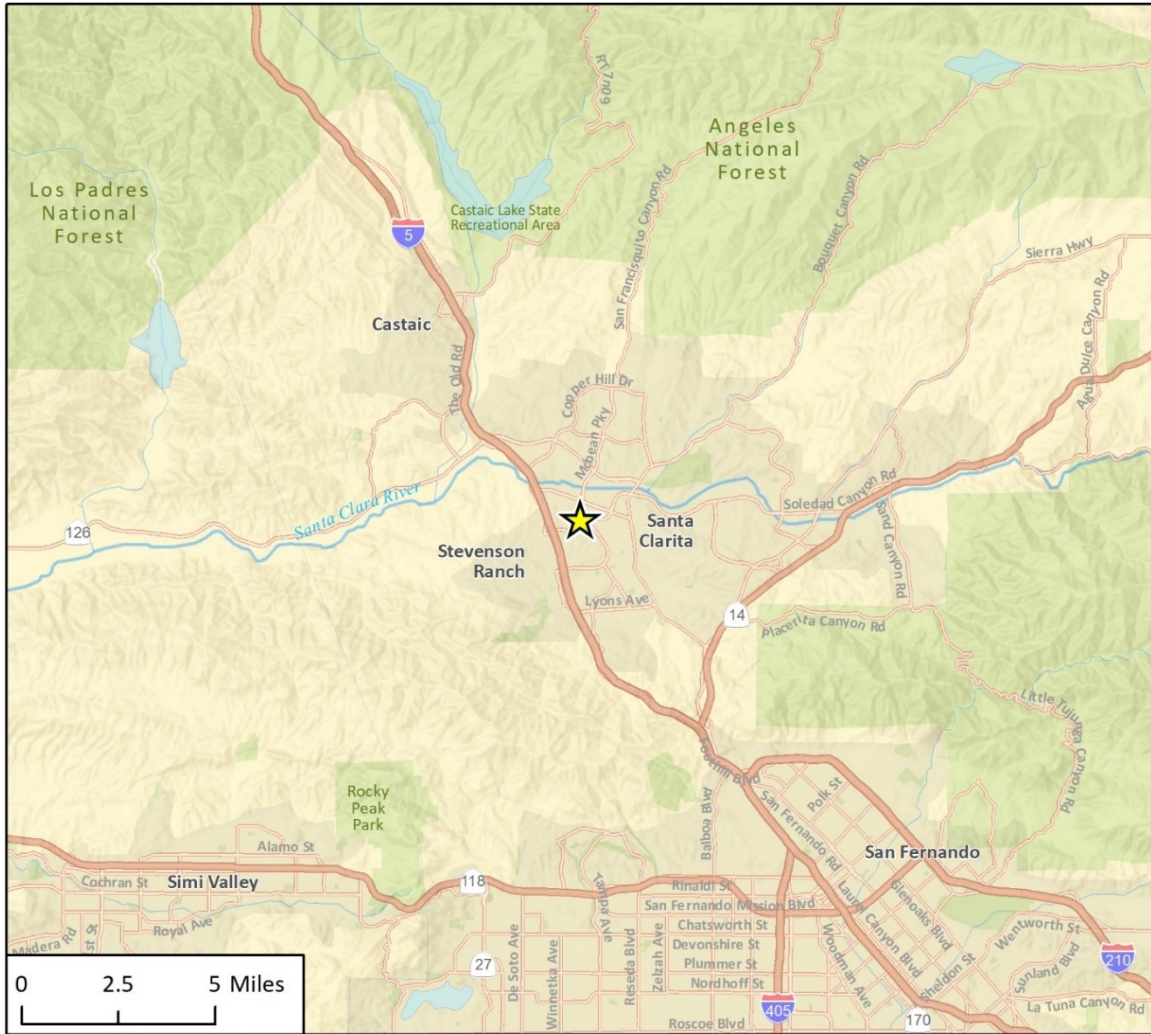 Rt 7n09
Angeles
National
Forest
Los Padres
National
Forest
Castaic Lake State
Recreational Area
5
San Francisquito Canyon Rd
Bouquet Canyon Rd
Sierra Hwy
Agua Dulce Canyon Rd
Castaic
The Old Rd
Copper Hill Dr
Mcbean Pky
Santa Clara River
Soledad Canyon Rd
Sand Canyon Rd
126
Santa
Clarita
Stevenson
Ranch
Lyons Ave
14
Placerita Canyon Rd
Little Tujunga Canyon Rd
Foothill Blvd
Rocky
Peak
Park
Balboa Blvd
San Fernando Rd
Polk St
San Fernando
Alamo St
Cochran St
Simi Valley
118
Tampa Ave
Rinaldi St
San Fernando Mission Blvd
Laurel Canyon Blvd
Glenoaks Blvd
Royal Ave
Madera Rd
st St
Chatsworth St
Devonshire St
Plummer St
Nordhoff St
Woodman Ave
Wentworth St
Sunland Blvd
Sheldon St
210
27
De Soto Ave
Winnetka Ave
Reseda Blvd
Zelzah Ave
La Tuna Canyon Rd
405
170
Roscoe Blvd
0 2.5 5 Miles